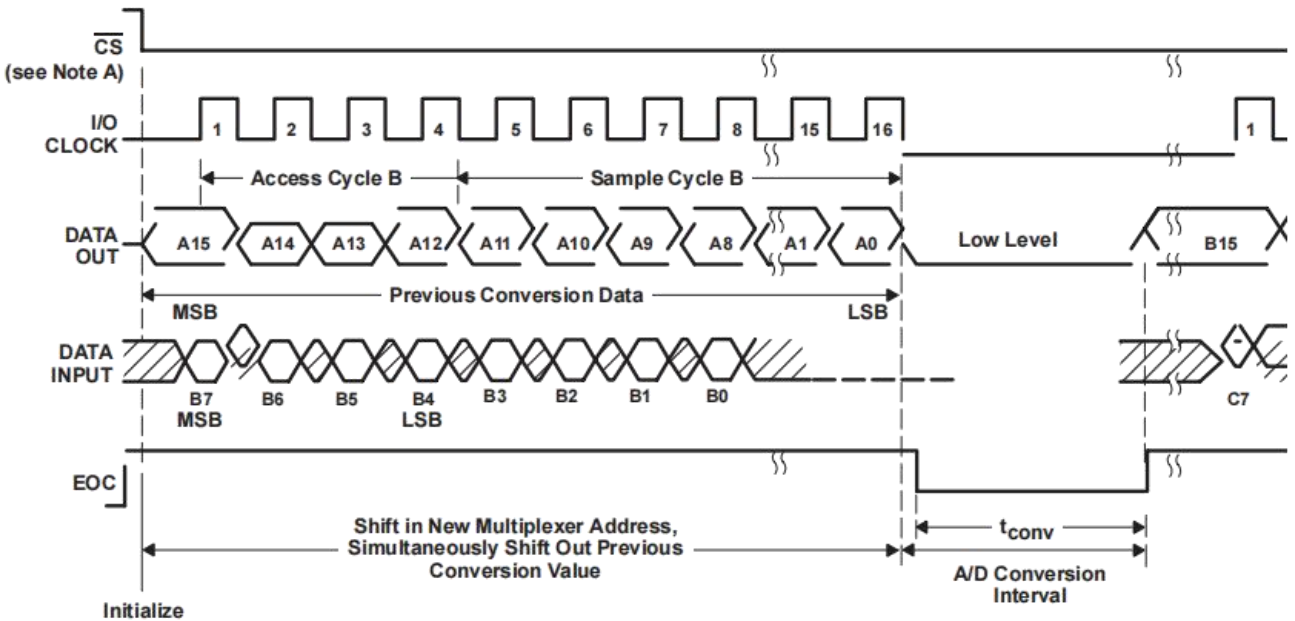 CS
(see Note A)
I/O
CLOCK
1 2 3 4 5 6 7 8 15 16 1
Access Cycle B Sample Cycle B
DATA
OUT
A15 A14 A13 A12 A11 A10 A9 A8 A1 A0 Low Level B15
Previous Conversion Data
MSB LSB
DATA
INPUT
B7 B6 B5 B4 B3 B2 B1 B0 C7
MSB LSB
EOC
Shift in New Multiplexer Address,
Simultaneously Shift Out Previous
Conversion Value
tconv
A/D Conversion
Interval
Initialize